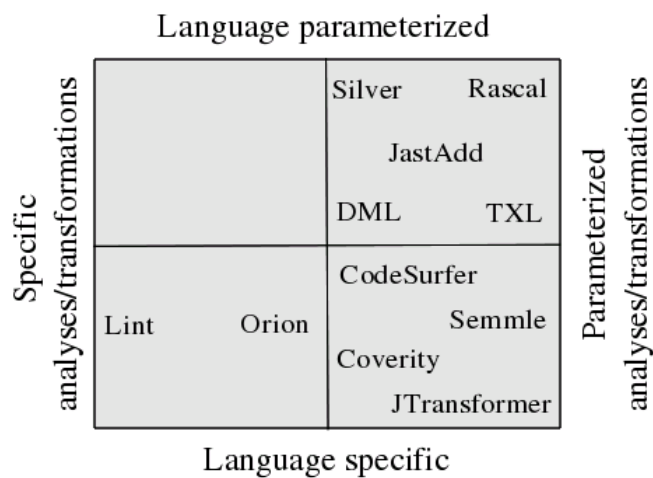 Language parameterized
Specific
analyses/transformations
Silver Rascal
JastAdd
DML TXL
Lint Orion
CodeSurfer
Semmle
Coverity
JTransformer
Parameterized
analyses/transformations
Language specific